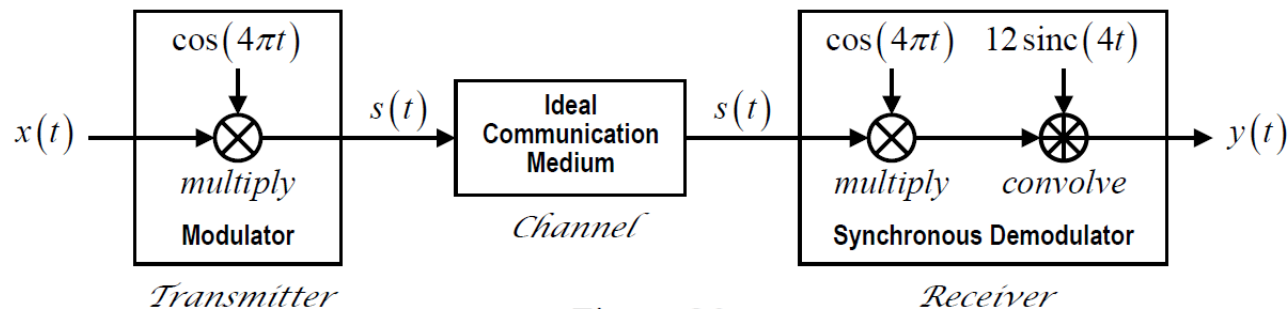 cos(4πt)
x(t)
multiply
Modulator
Transmitter
s(t)
Ideal
Communication
Medium
Channel
s(t)
cos(4πt) 12 sinc(4t)
multiply convolve
Synchronous Demodulator
Receiver
y(t)